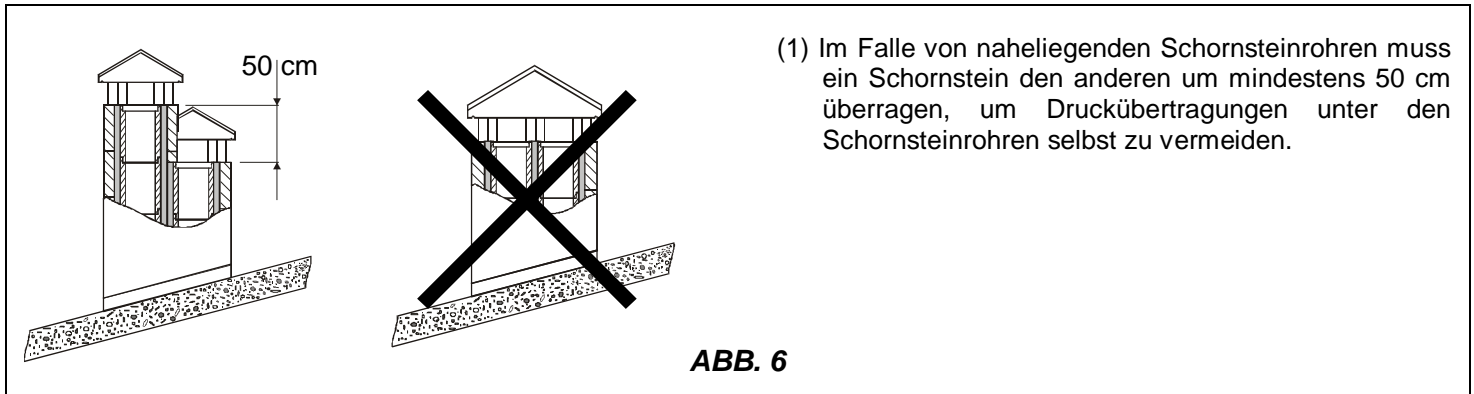 50 cm
(1) Im Falle von naheliegenden Schornsteinrohren muss
ein Schornstein den anderen um mindestens 50 cm
überragen, um Druckübertragungen unter den
Schornsteinrohren selbst zu vermeiden.
ABB. 6